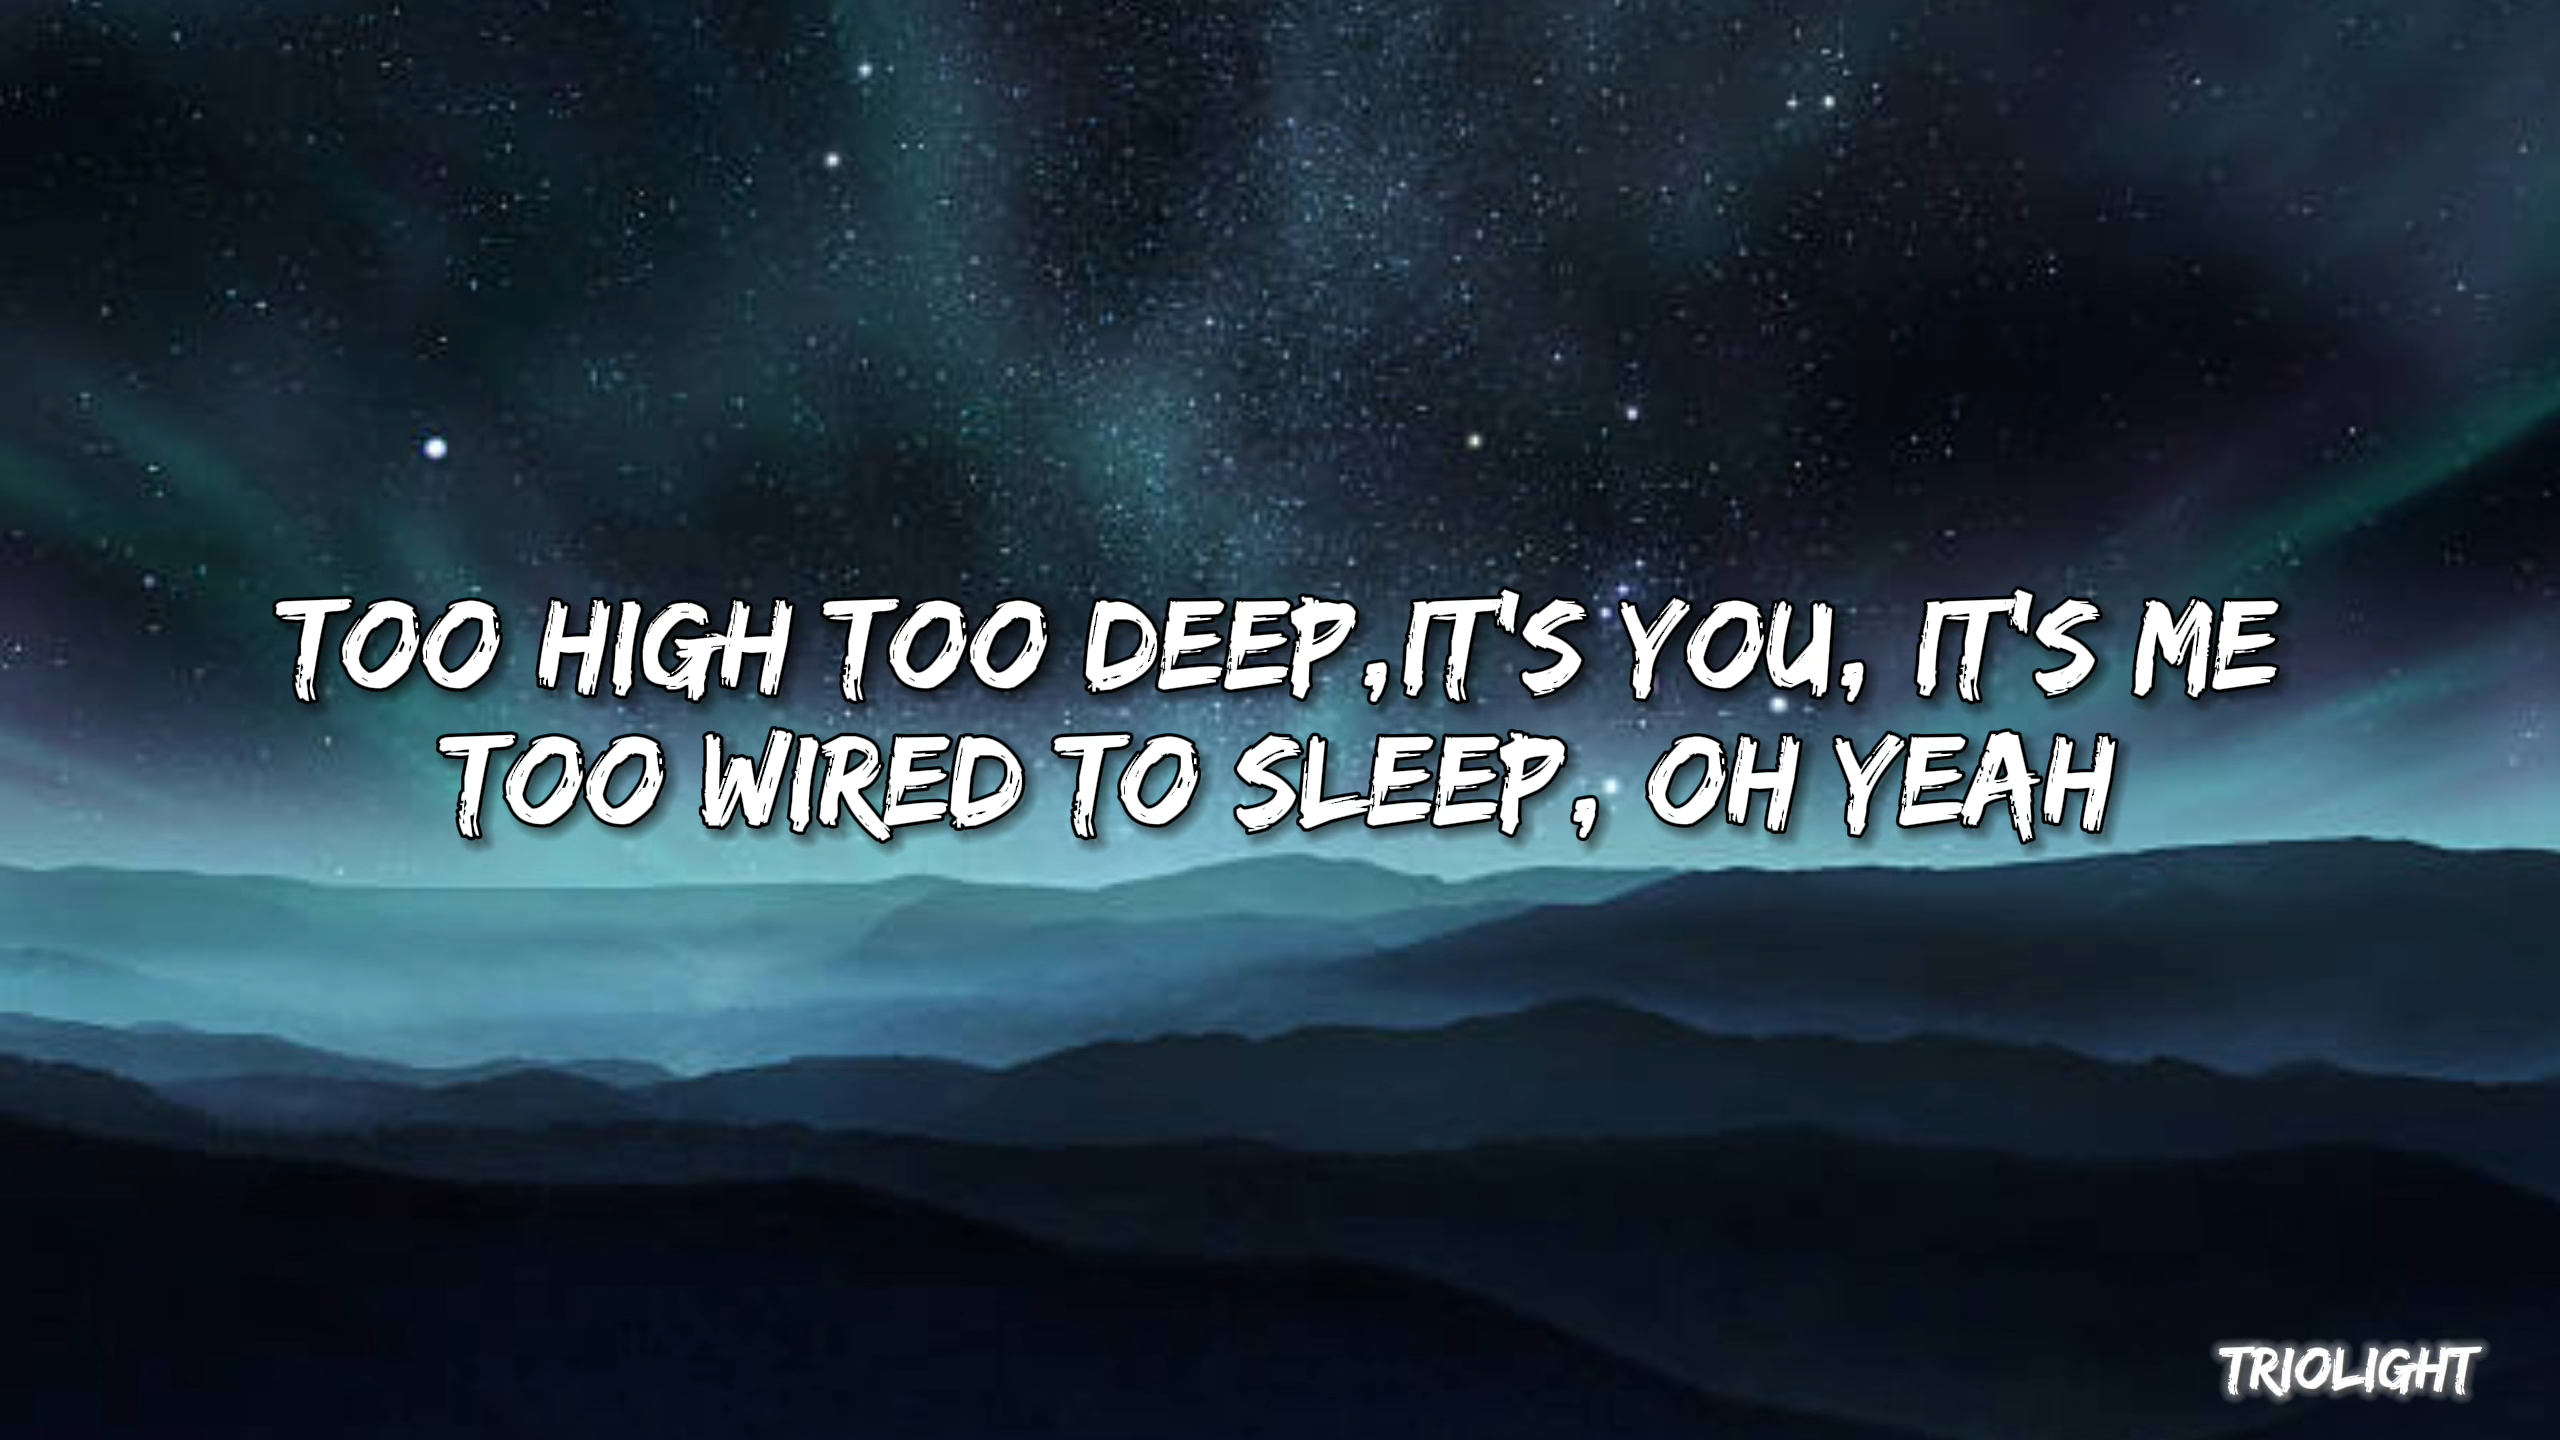 TOO HIGH TOO DEEP,IT'S YOU, IT'S ME
TOO WIRED TO SLEEP, OH YEAH
TRIOLIGHT